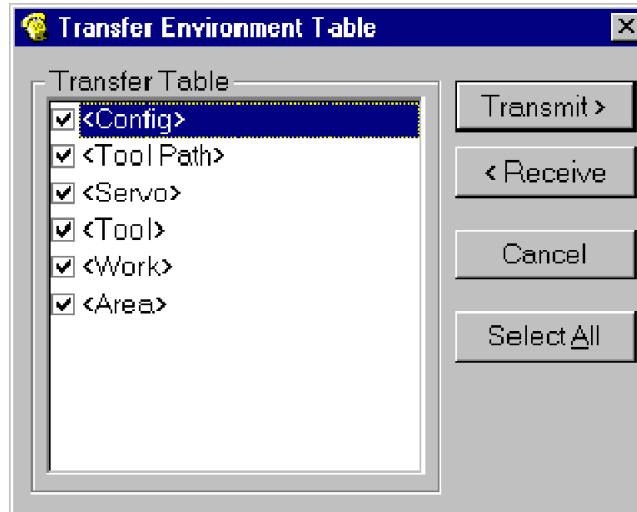 Transfer Environment Table
Transfer Table
<Config>
<Tool Path>
<Servo>
<Tool>
<Work>
<Area>
Transmit >
< Receive
Cancel
Select All